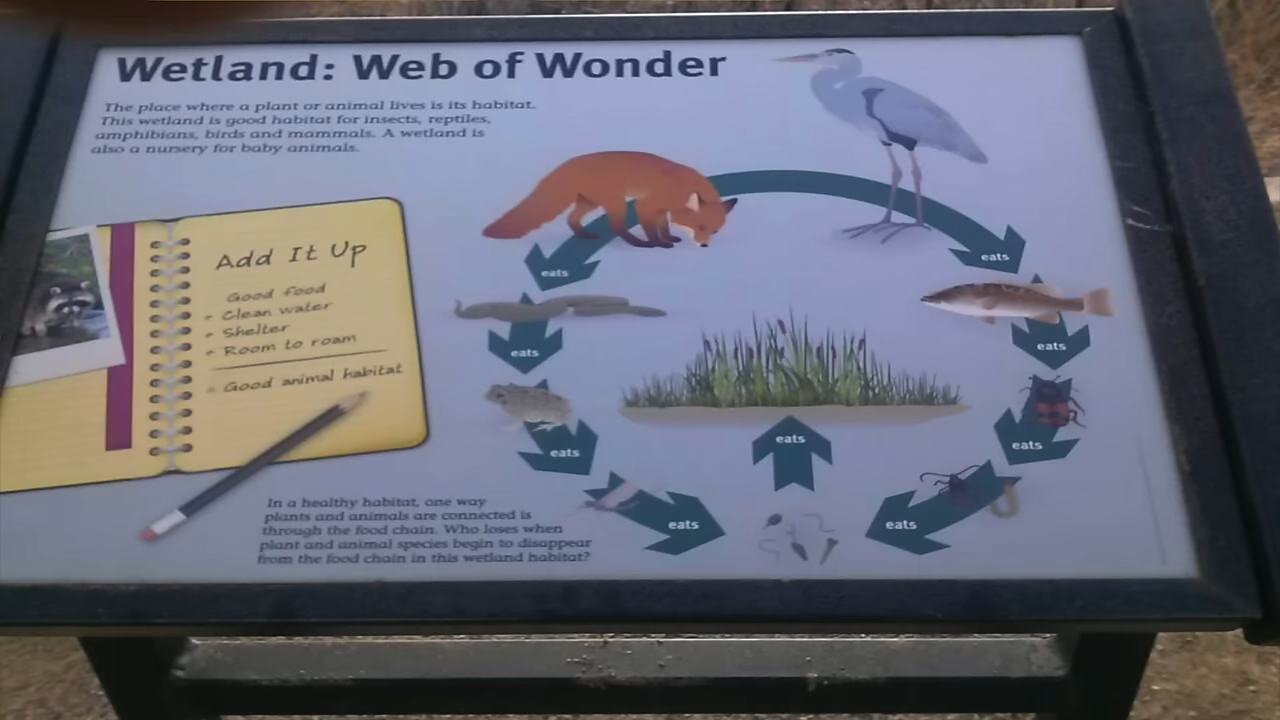 Wetland: Web of Wonder
The place where a plant or animal lives is its habitat.
This wetland is good habitat for insects, reptiles,
amphibians, birds and mammals. A wetland is
also a nursery for baby animals.
Add It Up
Good food
+ Clean water
+ Shelter
+ Room to roam
= Good animal habitat
In a healthy habitat, one way
plants and animals are connected is
through the food chain. Who loses when
plant and animal species begin to disappear
from the food chain in this wetland habitat?
eats
eats
eats
eats
eats
eats
eats
eats
eats